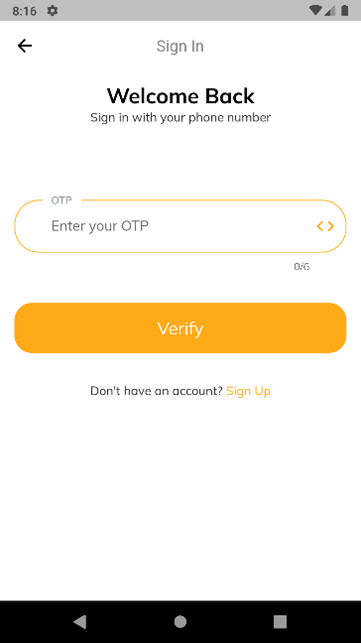 8:16
Sign In
Welcome Back
Sign in with your phone number
OTP
Enter your OTP
0/6
Verify
Don't have an account? Sign Up